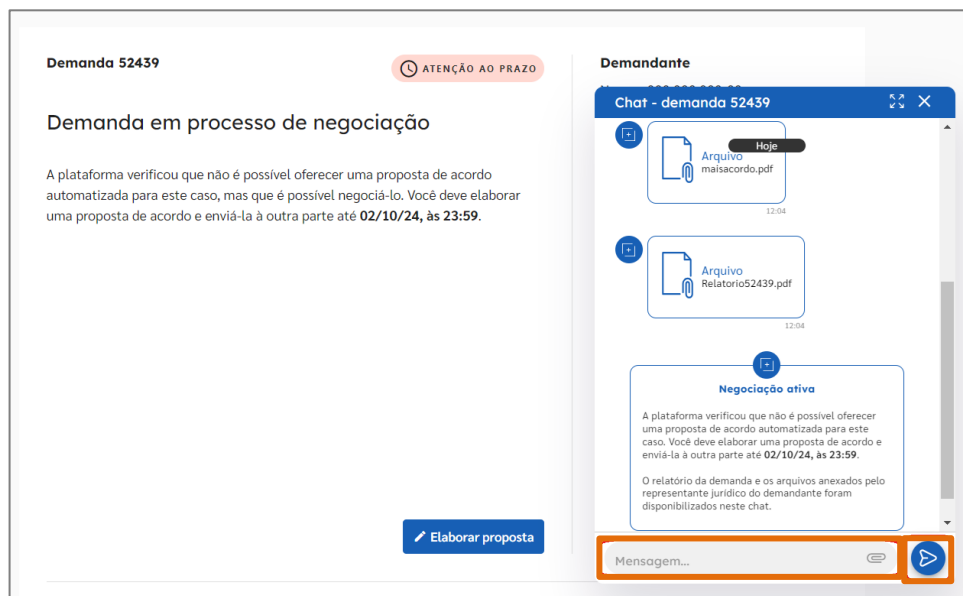 Demanda 52439
ATENÇÃO AO PRAZO
Demanda em processo de negociação
A plataforma verificou que não é possível oferecer uma proposta de acordo
automatizada para este caso, mas que é possível negociá-lo. Você deve elaborar
uma proposta de acordo e enviá-la à outra parte até 02/10/24, às 23:59.
Elaborar proposta
Demandante
Chat - demanda 52439
Hoje
Arquivo
maisacordo.pdf
12:04
Arquivo
Relatorio52439.pdf
12:04
Negociação ativa
A plataforma verificou que não é possível oferecer
uma proposta de acordo automatizada para este
caso. Você deve elaborar uma proposta de acordo e
enviá-la à outra parte até 02/10/24, às 23:59.
O relatório da demanda e os arquivos anexados pelo
representante jurídico do demandante foram
disponibilizados neste chat.
Mensagem...